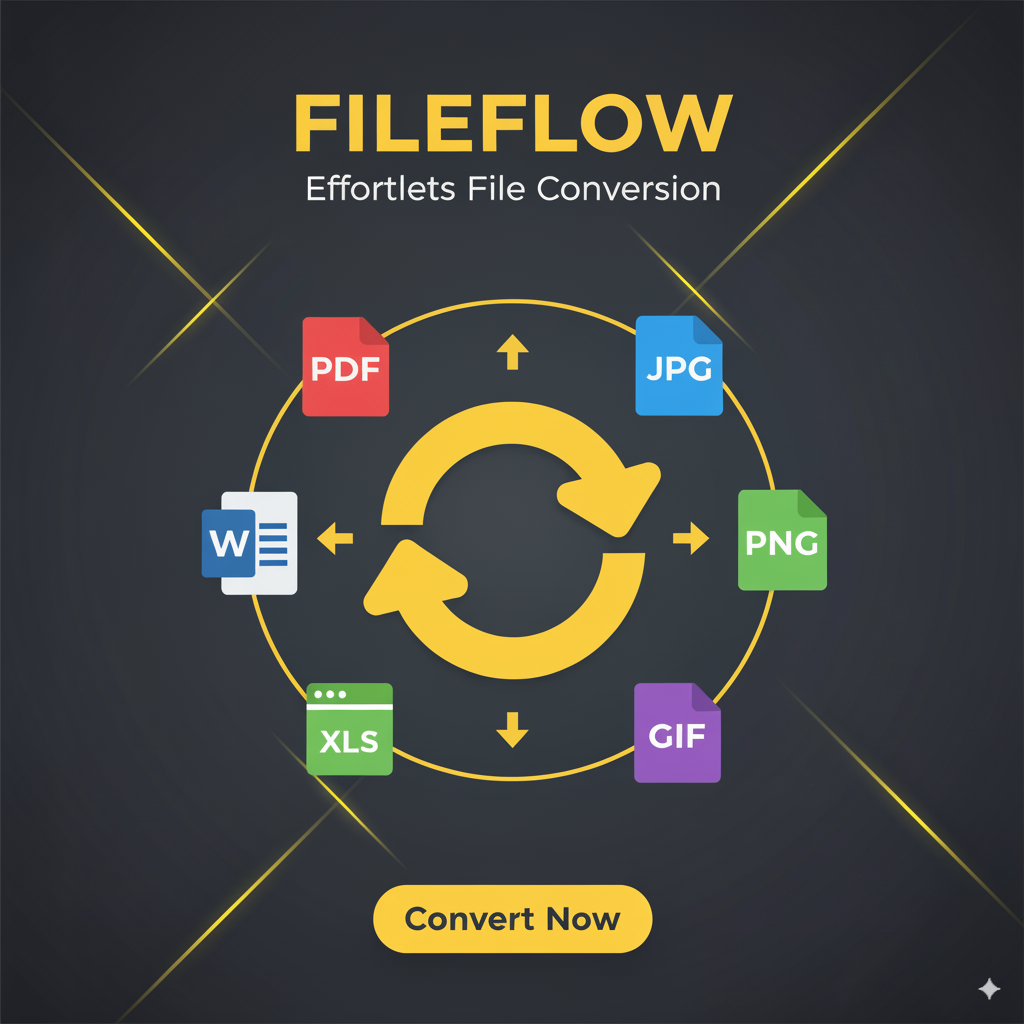 FILEFLOW
Effortlets File Conversion
PDF
JPG
W
PNG
XLS
GIF
Convert Now